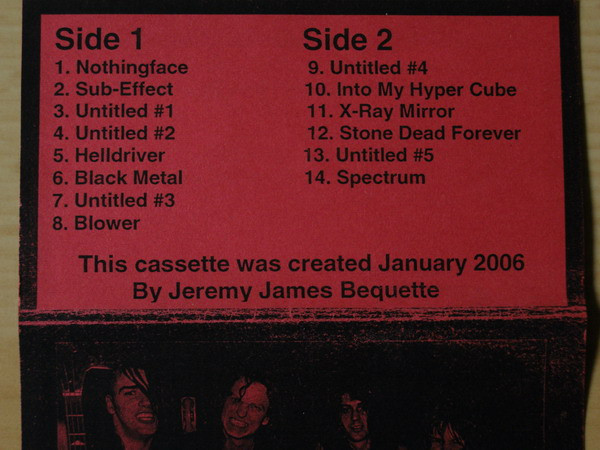 Side 1
1. Nothingface
2. Sub-Effect
3. Untitled #1
4. Untitled #2
5. Helldriver
6. Black Metal
7. Untitled #3
8. Blower
Side 2
9. Untitled #4
10. Into My Hyper Cube
11. X-Ray Mirror
12. Stone Dead Forever
13. Untitled #5
14. Spectrum
This cassette was created January 2006
By Jeremy James Bequette